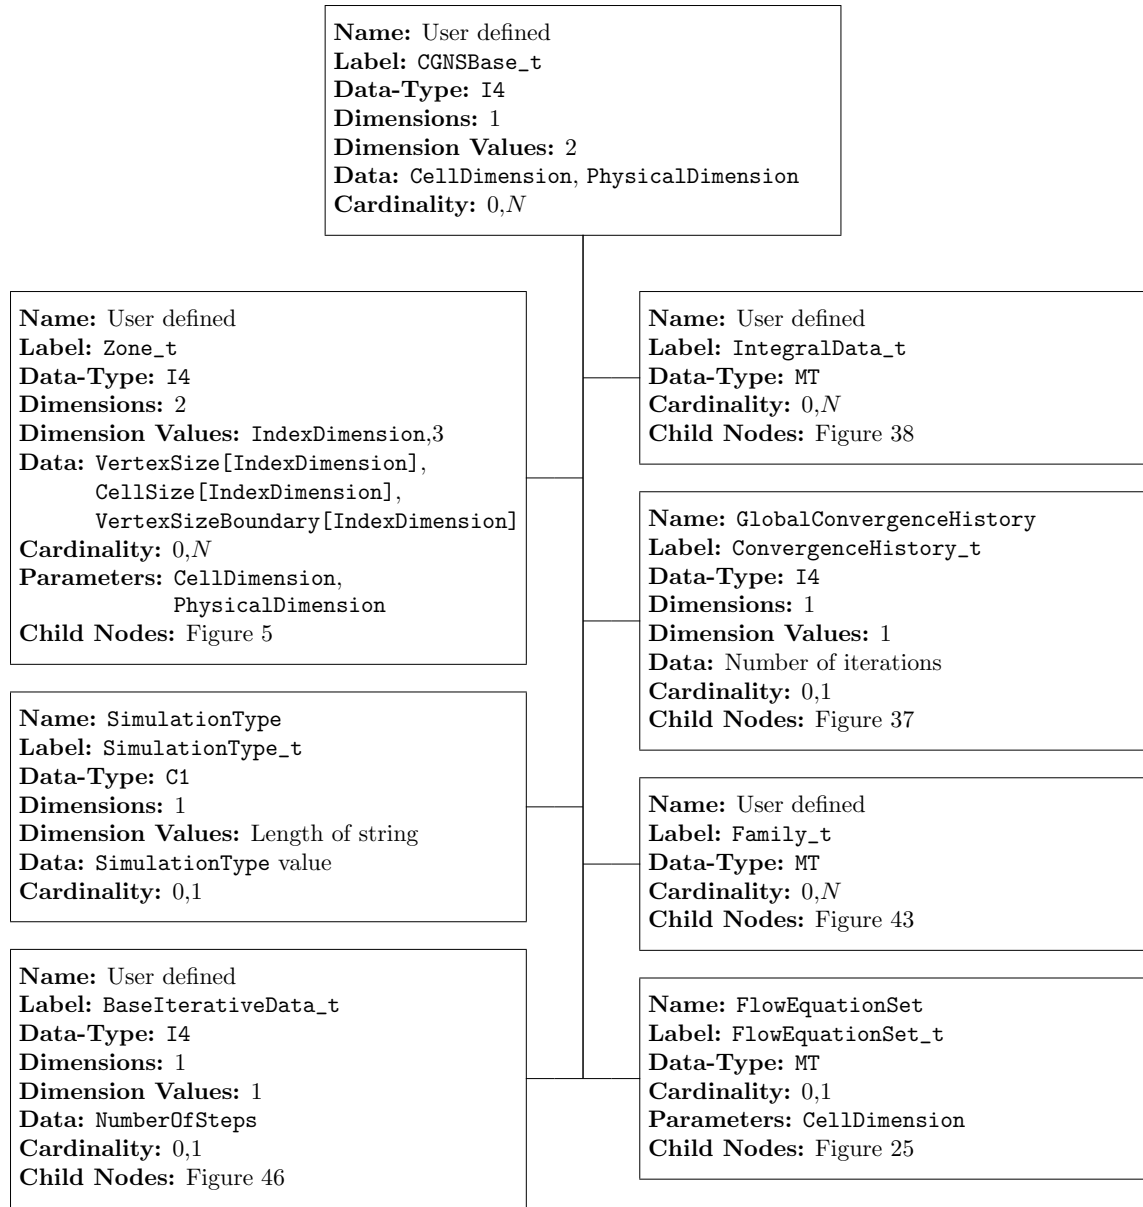 Name: User defined
Label: CGNSBase_t
Data-Type: I4
Dimensions: 1
Dimension Values: 2
Data: CellDimension, PhysicalDimension
Cardinality: 0,N
Name: User defined
Label: Zone_t
Data-Type: I4
Dimensions: 2
Dimension Values: IndexDimension,3
Data: VertexSize[IndexDimension],
CellSize[IndexDimension],
VertexSizeBoundary[IndexDimension]
Cardinality: 0,N
Parameters: CellDimension,
PhysicalDimension
Child Nodes: Figure 5
Name: SimulationType
Label: SimulationType_t
Data-Type: C1
Dimensions: 1
Dimension Values: Length of string
Data: SimulationType value
Cardinality: 0,1
Name: User defined
Label: BaseIterativeData_t
Data-Type: I4
Dimensions: 1
Dimension Values: 1
Data: NumberOfSteps
Cardinality: 0,1
Child Nodes: Figure 46
Name: User defined
Label: IntegralData_t
Data-Type: MT
Cardinality: 0,N
Child Nodes: Figure 38
Name: GlobalConvergenceHistory
Label: ConvergenceHistory_t
Data-Type: I4
Dimensions: 1
Dimension Values: 1
Data: Number of iterations
Cardinality: 0,1
Child Nodes: Figure 37
Name: User defined
Label: Family_t
Data-Type: MT
Cardinality: 0,N
Child Nodes: Figure 43
Name: FlowEquationSet
Label: FlowEquationSet_t
Data-Type: MT
Cardinality: 0,1
Parameters: CellDimension
Child Nodes: Figure 25